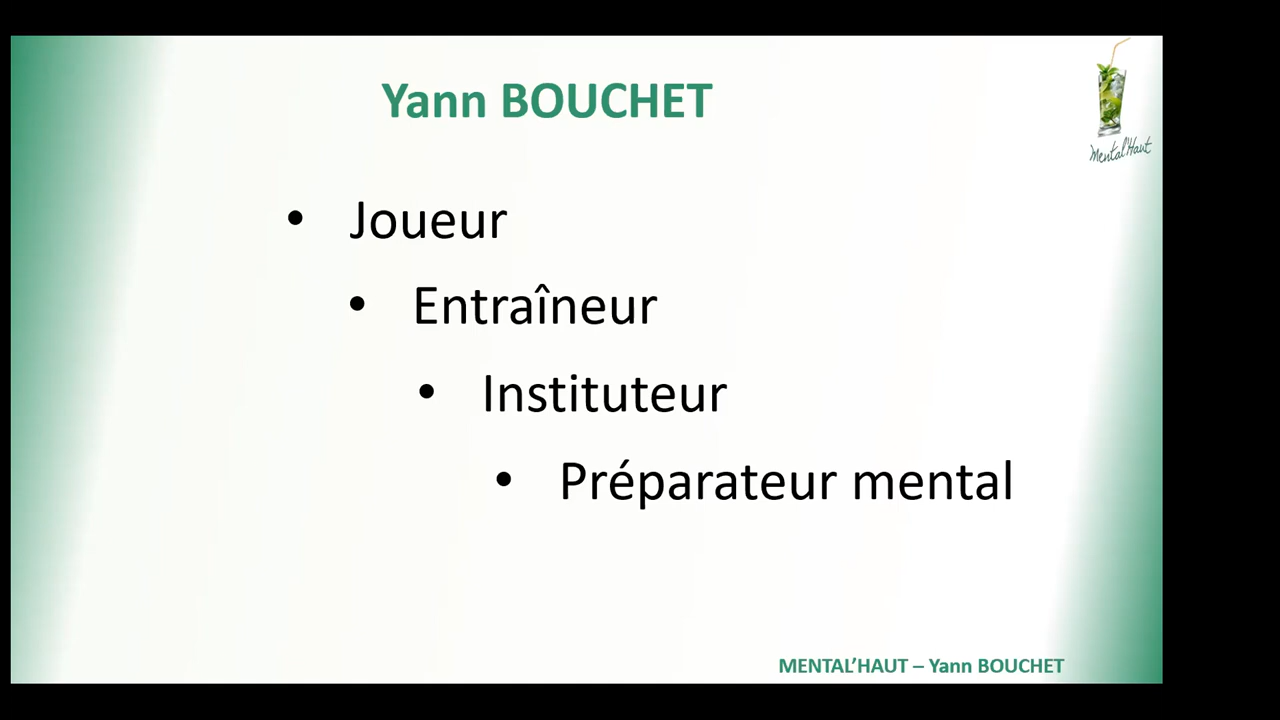 Yann BOUCHET
Mental'Haut
• Joueur
• Entraîneur
• Instituteur
• Préparateur mental
MENTAL’HAUT – Yann BOUCHET